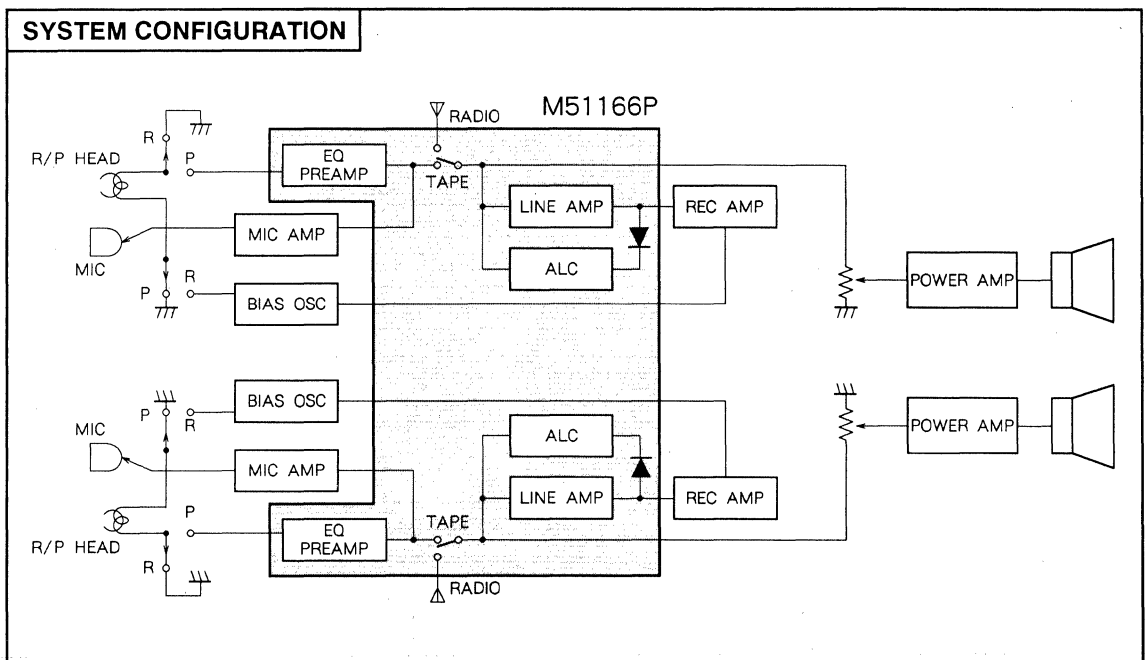 SYSTEM CONFIGURATION
M51166P
RADIO
R
R/P HEAD
P
EQ
PREAMP
TAPE
LINE AMP
REC AMP
MIC AMP
MIC
ALC
R
P
BIAS OSC
POWER AMP
BIAS OSC
P
R
MIC
ALC
POWER AMP
MIC AMP
LINE AMP
REC AMP
P
TAPE
EQ
PREAMP
R/P HEAD
R
RADIO